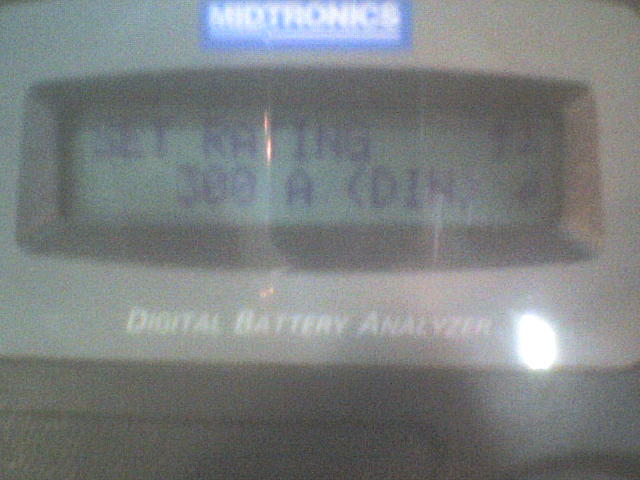 MIDTRONICS
SET RATING
300 A (DIN)
DIGITAL BATTERY ANALYZER